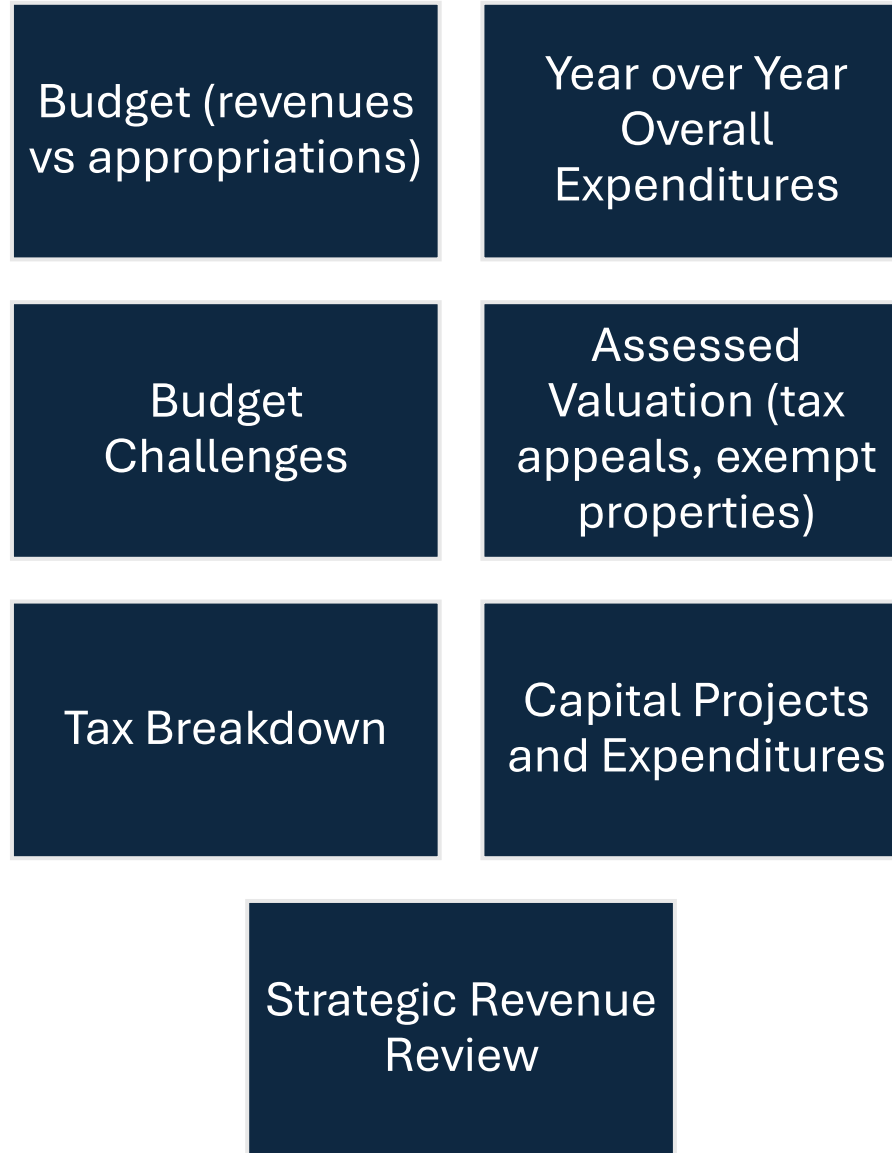 Budget (revenues
vs appropriations)
Year over Year
Overall
Expenditures
Budget
Challenges
Assessed
Valuation (tax
appeals, exempt
properties)
Tax Breakdown
Capital Projects
and Expenditures
Strategic Revenue
Review